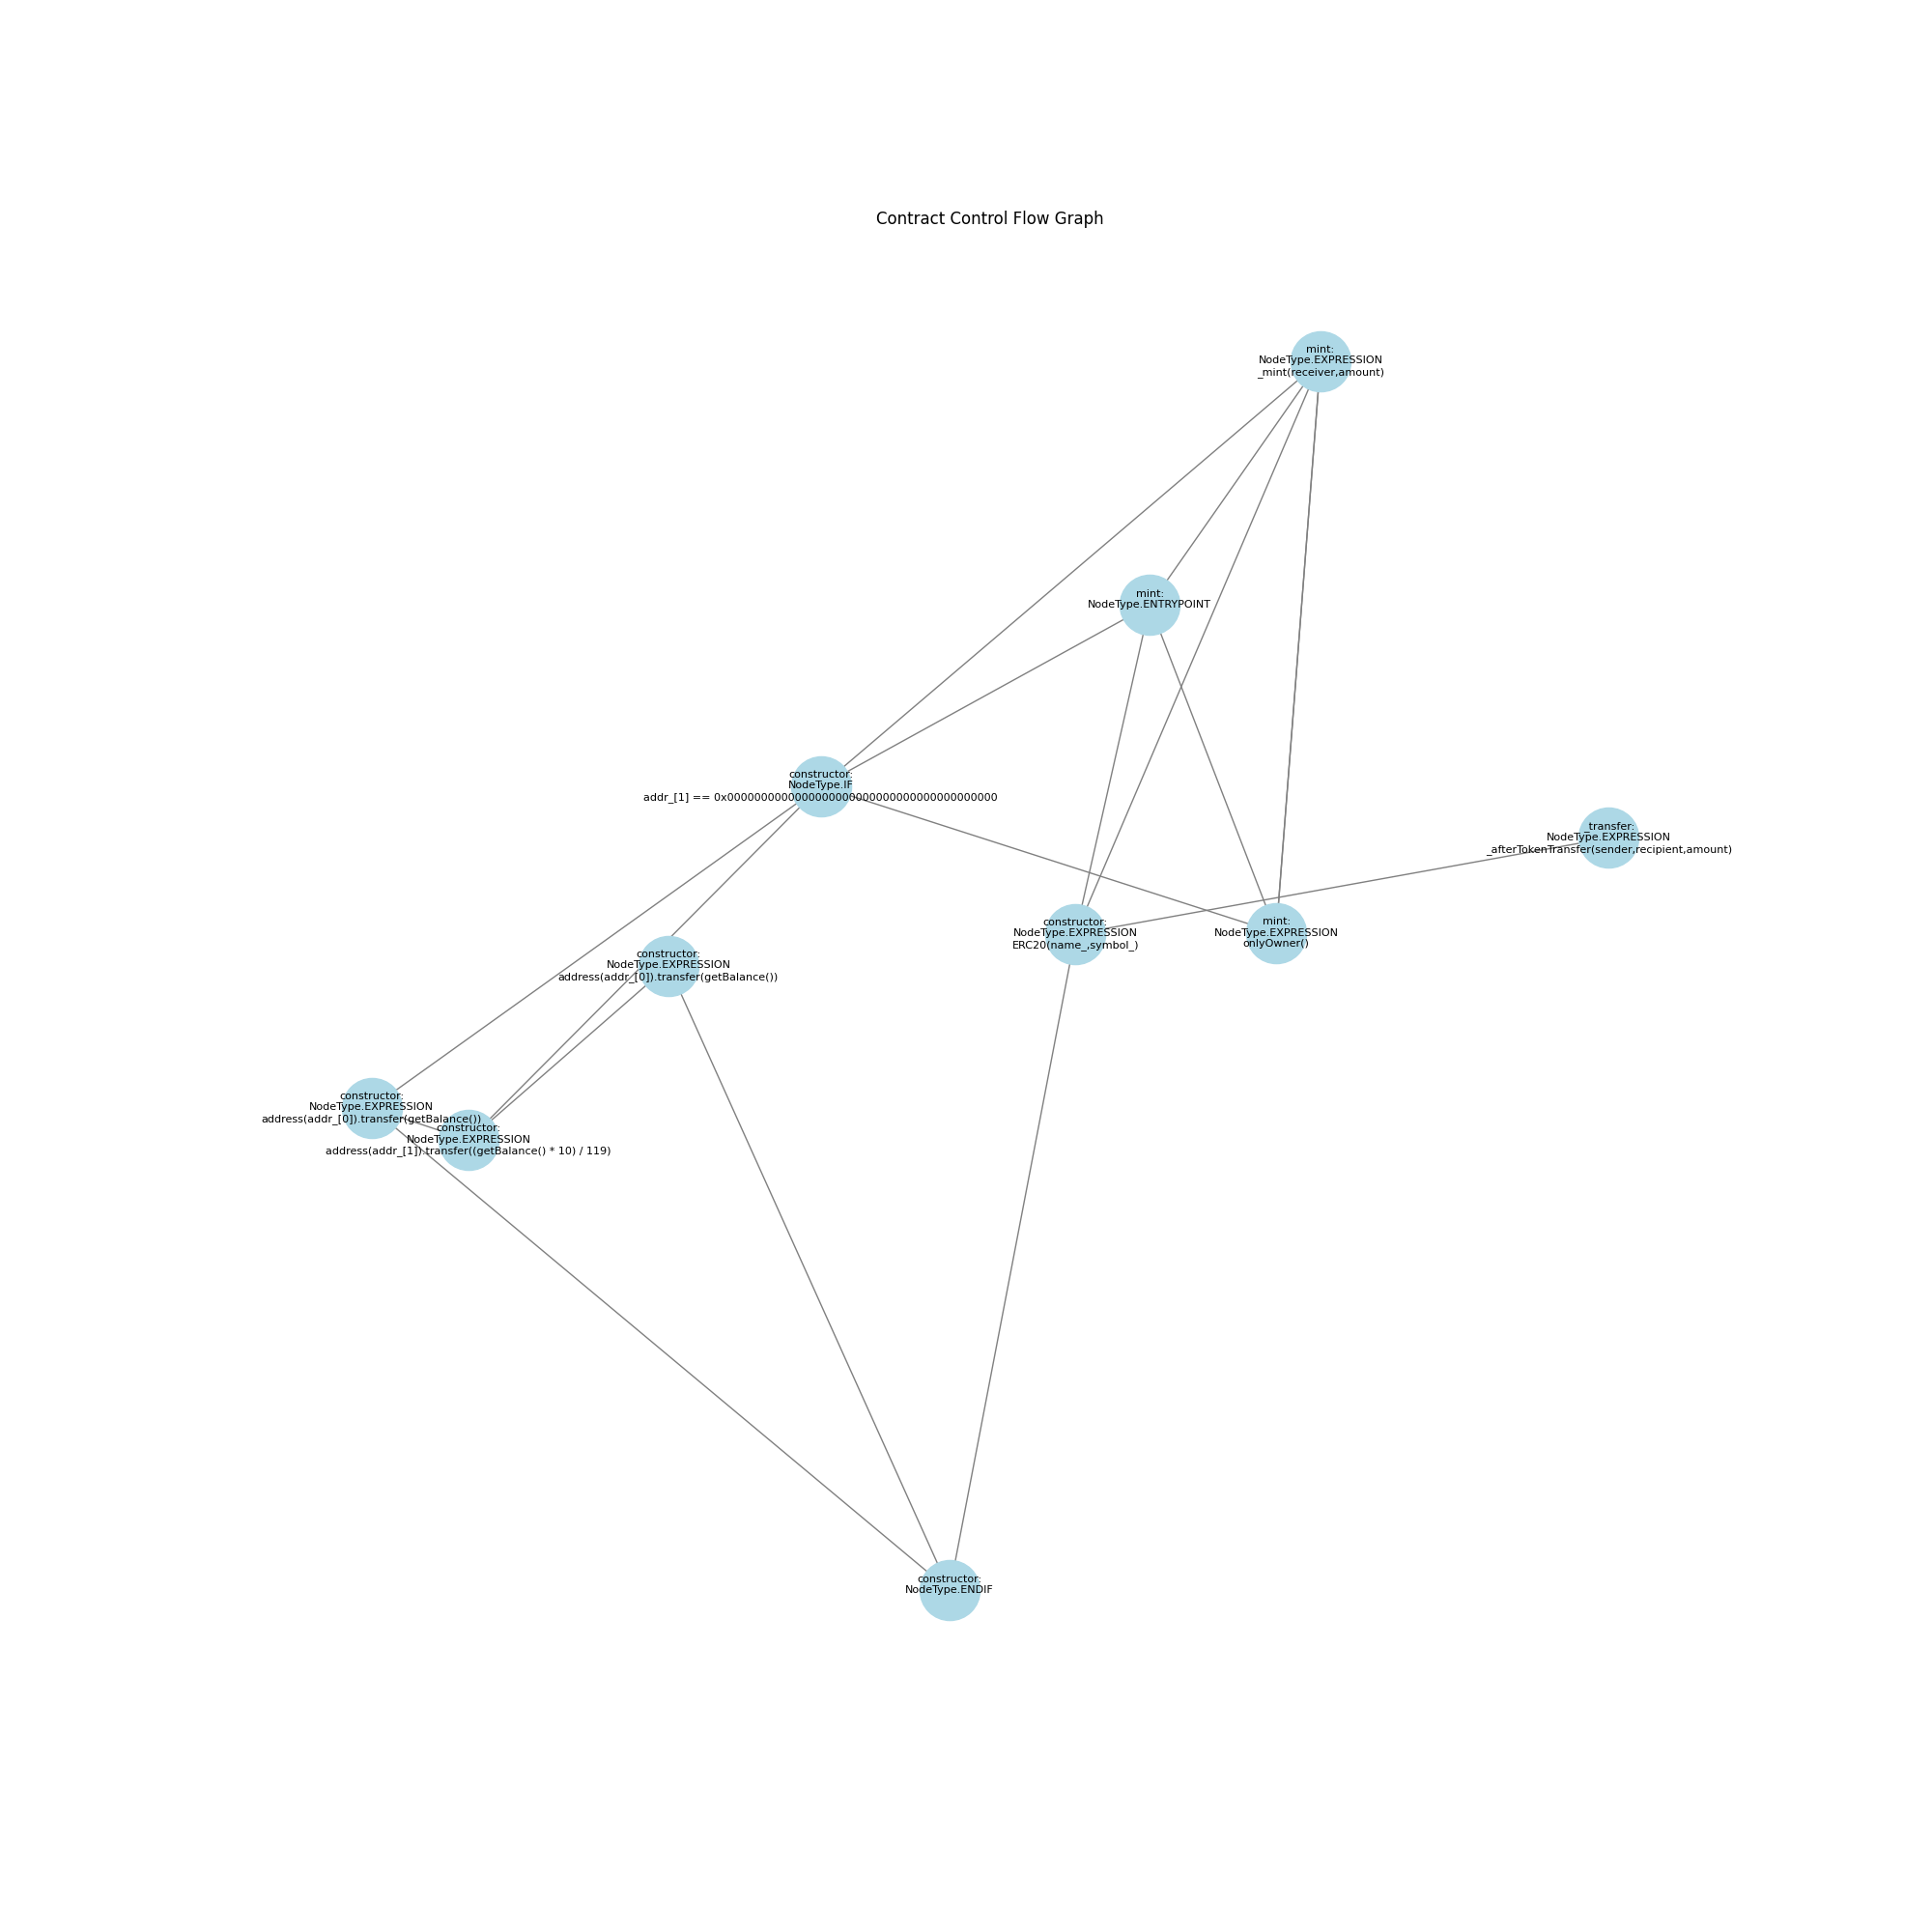 Contract Control Flow Graph
mint:
NodeType.EXPRESSION
_mint(receiver,amount)
mint:
NodeType.ENTRYPOINT
constructor:
NodeType.IF
addr_[1] == 0x0000000000000000000000000000000000000000
_transfer:
NodeType.EXPRESSION
_afterTokenTransfer(sender,recipient,amount)
constructor:
NodeType.EXPRESSION
ERC20(name_,symbol_)
mint:
NodeType.EXPRESSION
onlyOwner()
constructor:
NodeType.EXPRESSION
address(addr_[0]).transfer(getBalance())
constructor:
NodeType.EXPRESSION
address(addr_[0]).transfer(getBalance())
constructor:
NodeType.EXPRESSION
address(addr_[1]).transfer((getBalance() * 10) / 119)
constructor:
NodeType.ENDIF